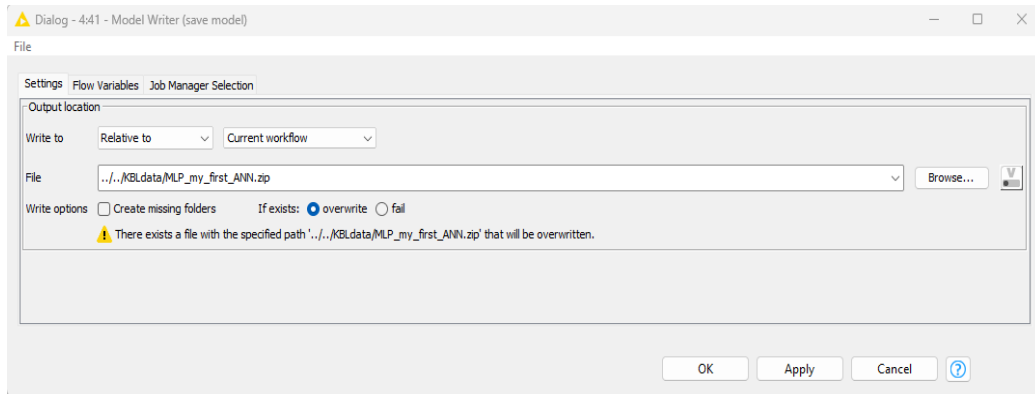 Dialog - 4:41 - Model Writer (save model)
File
Settings Flow Variables Job Manager Selection
Output location
Write to Relative to Current workflow
File ../../KBLdata/MLP_my_first_ANN.zip Browse... V
Write options Create missing folders If exists: overwrite fail
There exists a file with the specified path '../../KBLdata/MLP_my_first_ANN.zip' that will be overwritten.
OK Apply Cancel ?